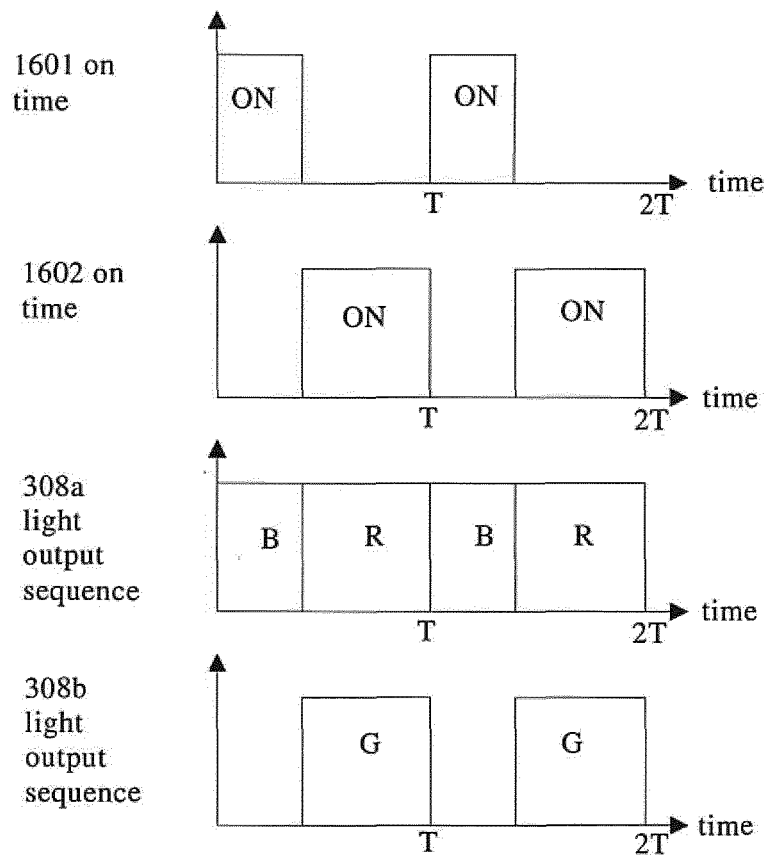 1601 on
time
ON
ON
time
T
2T
1602 on
time
ON
ON
time
T
2T
308a
light
output
sequence
B
R
B
R
time
T
2T
308b
light
output
sequence
G
G
time
T
2T